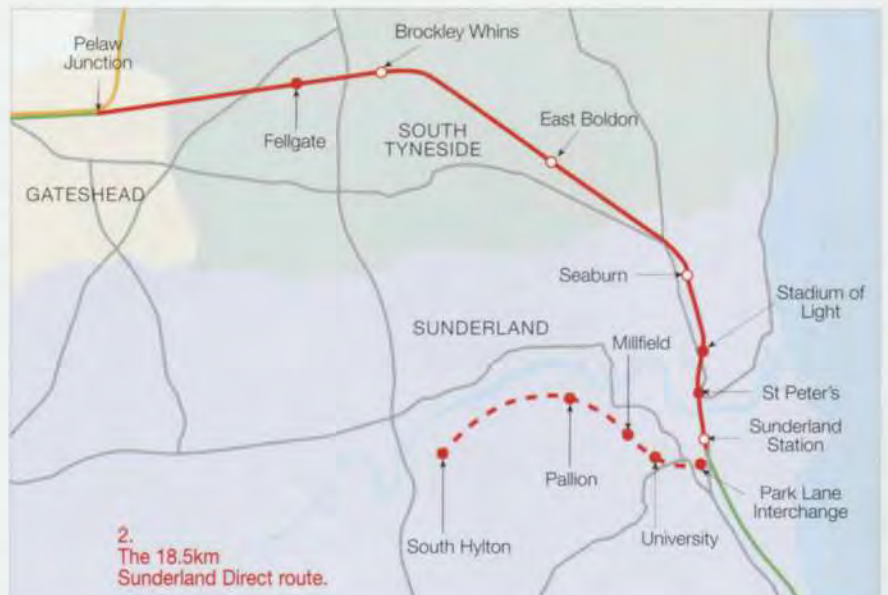 Pelaw
Junction
Brockley Whins
Fellgate
SOUTH
TYNESIDE
East Boldon
GATESHEAD
Seaburn
Stadium of
Light
SUNDERLAND
Millfield
St Peter's
Sunderland
Station
Pallion
Park Lane
Interchange
South Hylton
University
2.
The 18.5km
Sunderland Direct route.